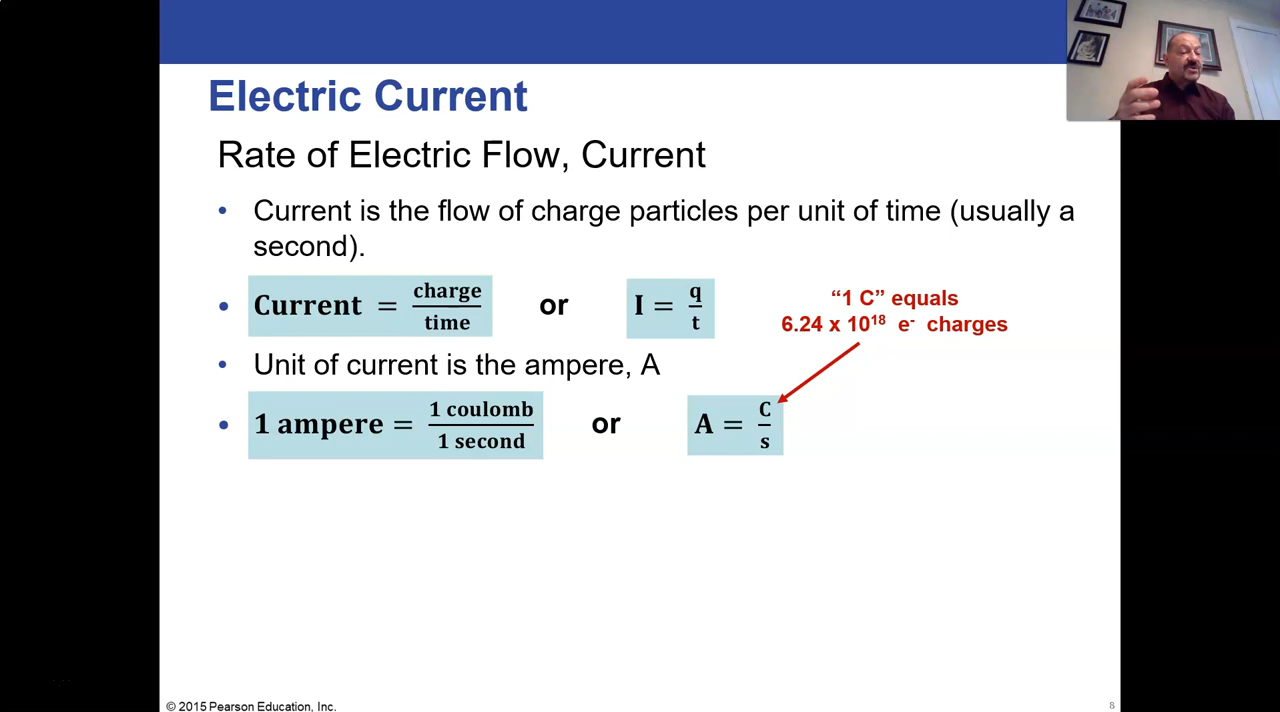 Electric Current
Rate of Electric Flow, Current
• Current is the flow of charge particles per unit of time (usually a
second).
• Current = charge/time or I = q/t
“1 C” equals
6.24 x 10¹⁸ e⁻ charges
• Unit of current is the ampere, A
• 1 ampere = 1 coulomb/1 second or A = C/s
© 2015 Pearson Education, Inc.
8